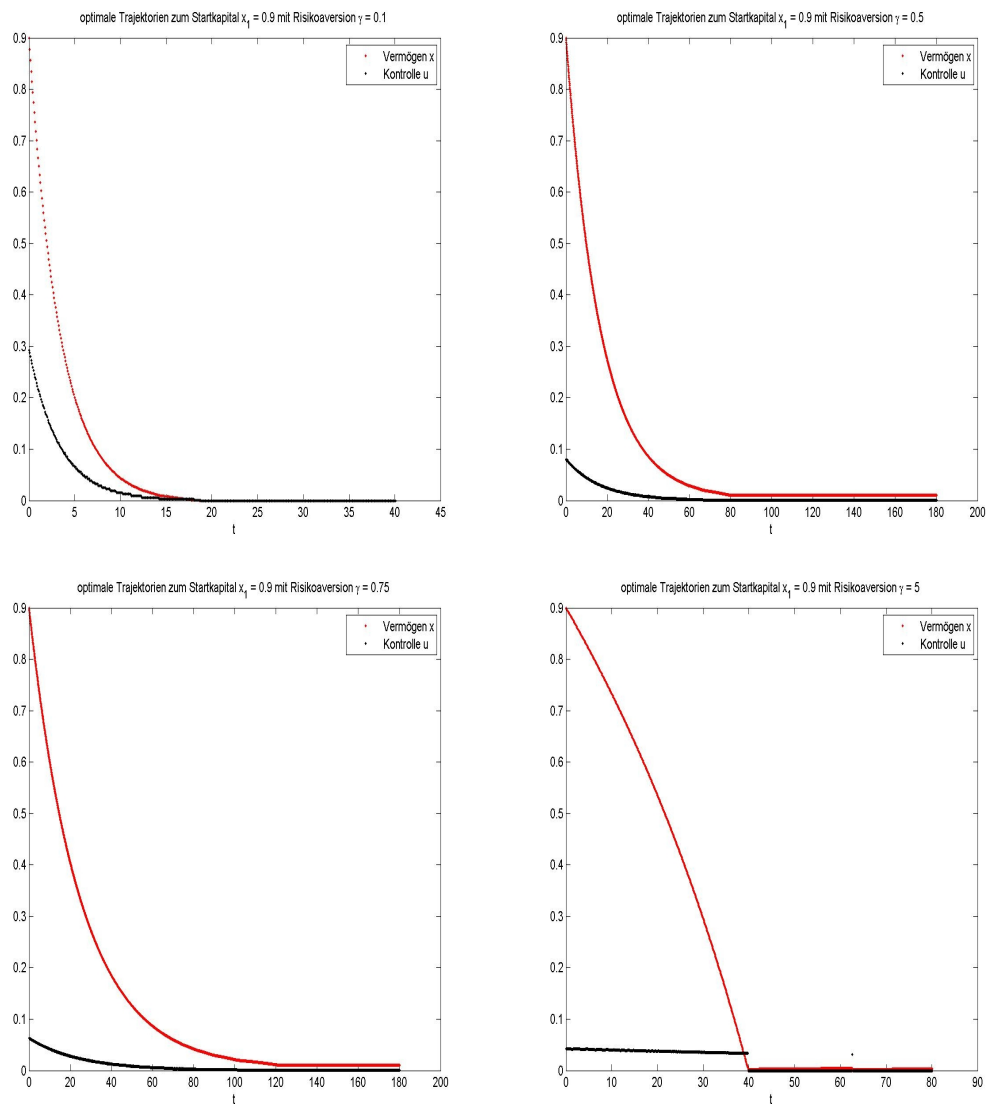 optimale Trajektorien zum Startkapital x₁ = 0.9 mit Risikoaversion γ = 0.1
0.9
0.8
0.7
0.6
0.5
0.4
0.3
0.2
0.1
0
Vermögen x
Kontrolle u
0 5 10 15 20 25 30 35 40 45
t
optimale Trajektorien zum Startkapital x₁ = 0.9 mit Risikoaversion γ = 0.5
0.9
0.8
0.7
0.6
0.5
0.4
0.3
0.2
0.1
0
Vermögen x
Kontrolle u
0 20 40 60 80 100 120 140 160 180 200
t
optimale Trajektorien zum Startkapital x₁ = 0.9 mit Risikoaversion γ = 0.75
0.9
0.8
0.7
0.6
0.5
0.4
0.3
0.2
0.1
0
Vermögen x
Kontrolle u
0 20 40 60 80 100 120 140 160 180 200
t
optimale Trajektorien zum Startkapital x₁ = 0.9 mit Risikoaversion γ = 5
0.9
0.8
0.7
0.6
0.5
0.4
0.3
0.2
0.1
0
Vermögen x
Kontrolle u
0 10 20 30 40 50 60 70 80 90
t